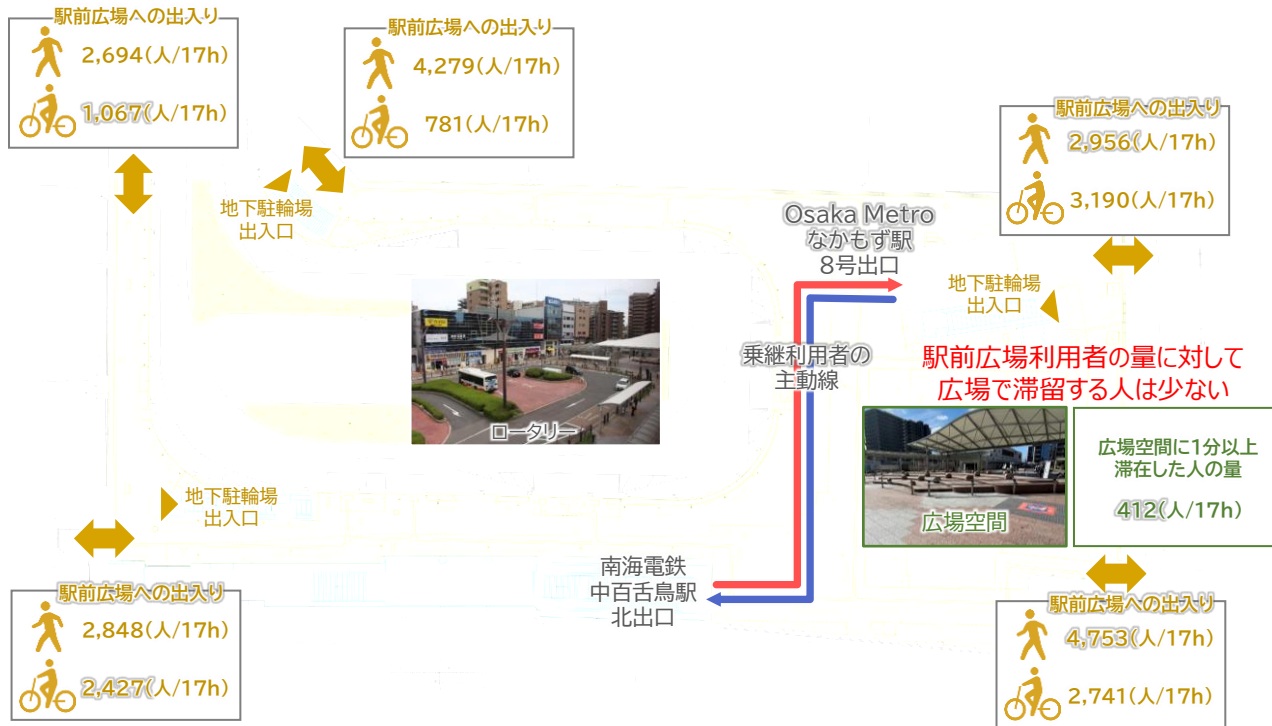 駅前広場への出入り
2,694(人/17h)
1,067(人/17h)
駅前広場への出入り
4,279(人/17h)
781(人/17h)
駅前広場への出入り
2,956(人/17h)
3,190(人/17h)
地下駐輪場
出入口
Osaka Metro
なかもず駅
8号出口
地下駐輪場
出入口
乗継利用者の
主動線
駅前広場利用者の量に対して
広場で滞留する人は少ない
ロータリー
広場空間
広場空間に1分以上
滞在した人の量
412(人/17h)
地下駐輪場
出入口
南海電鉄
中百舌鳥駅
北出口
駅前広場への出入り
2,848(人/17h)
2,427(人/17h)
駅前広場への出入り
4,753(人/17h)
2,741(人/17h)